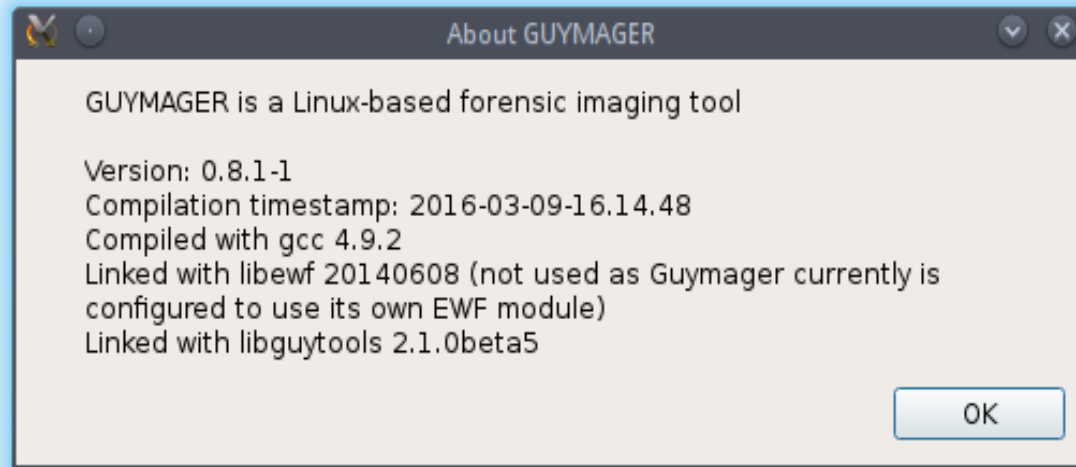 About GUYMAGER
GUYMAGER is a Linux-based forensic imaging tool
Version: 0.8.1-1
Compilation timestamp: 2016-03-09-16.14.48
Compiled with gcc 4.9.2
Linked with libewf 20140608 (not used as Guymager currently is
configured to use its own EWF module)
Linked with libguytools 2.1.0beta5
OK